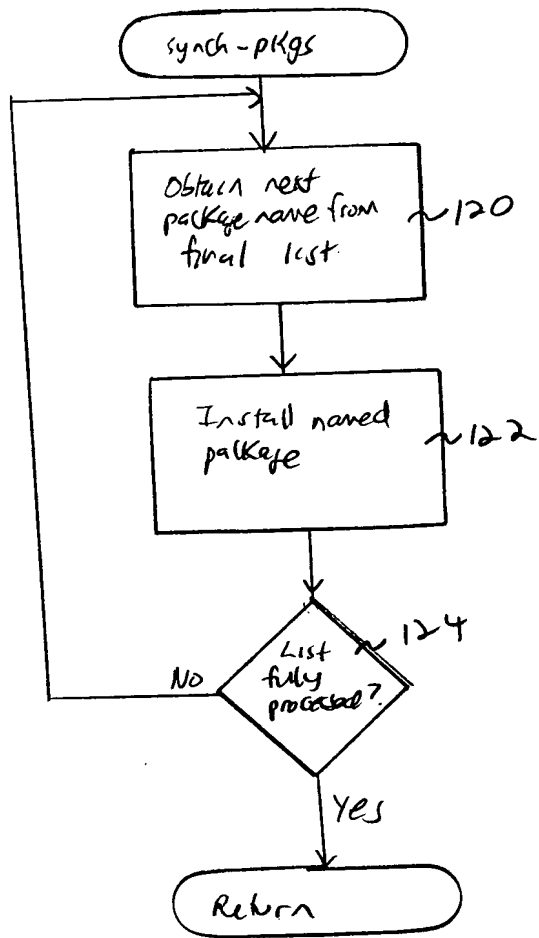 synch-pkgs
Obtain next
package name from
final list.
~120
Install named
package
~122
~124
List
fully
processed?
No
Yes
Return